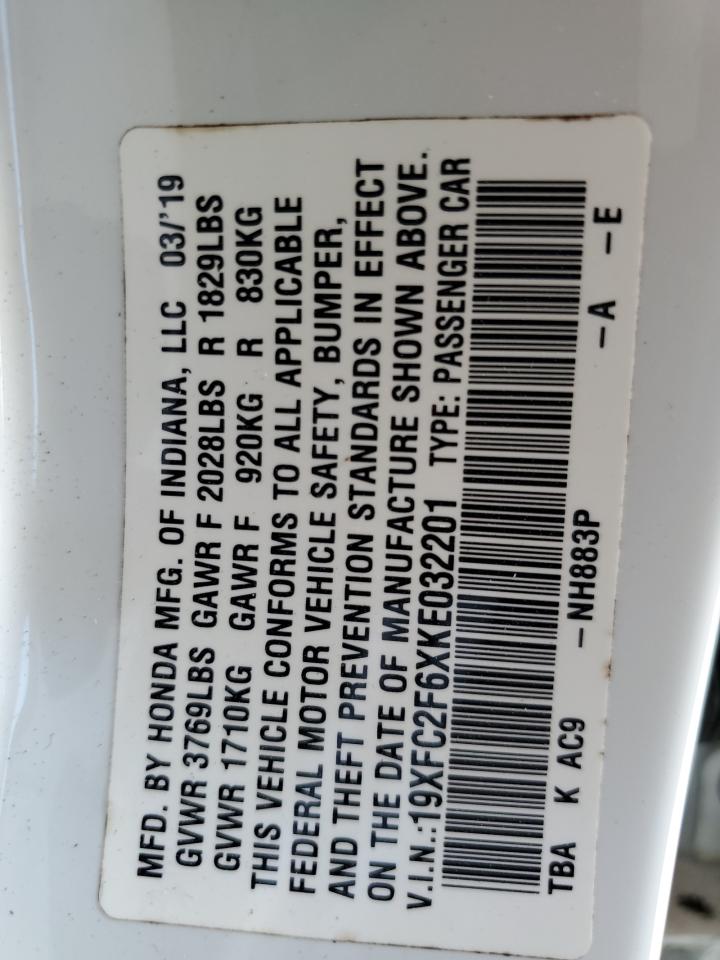 MFD. BY HONDA MFG. OF INDIANA, LLC 03/'19
GVWR 3769LBS GAWR F 2028LBS R 1829LBS
GVWR 1710KG GAWR F 920KG R 830KG
THIS VEHICLE CONFORMS TO ALL APPLICABLE
FEDERAL MOTOR VEHICLE SAFETY, BUMPER,
AND THEFT PREVENTION STANDARDS IN EFFECT
ON THE DATE OF MANUFACTURE SHOWN ABOVE.
V.I.N.:19XFC2F6XKE032201 TYPE: PASSENGER CAR
TBA K AC9 -NH883P -A -E